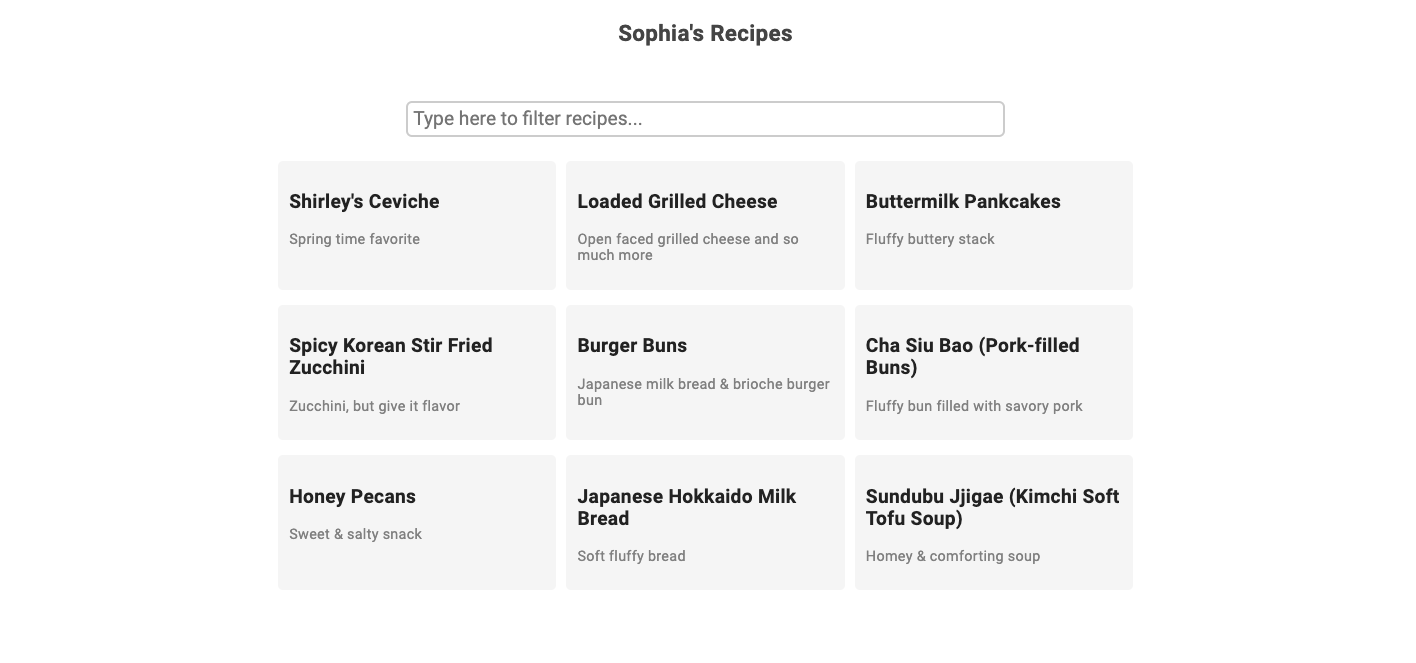 Sophia's Recipes
Type here to filter recipes...
Shirley's Ceviche
Spring time favorite
Loaded Grilled Cheese
Open faced grilled cheese and so
much more
Buttermilk Pankcakes
Fluffy buttery stack
Spicy Korean Stir Fried
Zucchini
Zucchini, but give it flavor
Burger Buns
Japanese milk bread & brioche burger
bun
Cha Siu Bao (Pork-filled
Buns)
Fluffy bun filled with savory pork
Honey Pecans
Sweet & salty snack
Japanese Hokkaido Milk
Bread
Soft fluffy bread
Sundubu Jjigae (Kimchi Soft
Tofu Soup)
Homey & comforting soup